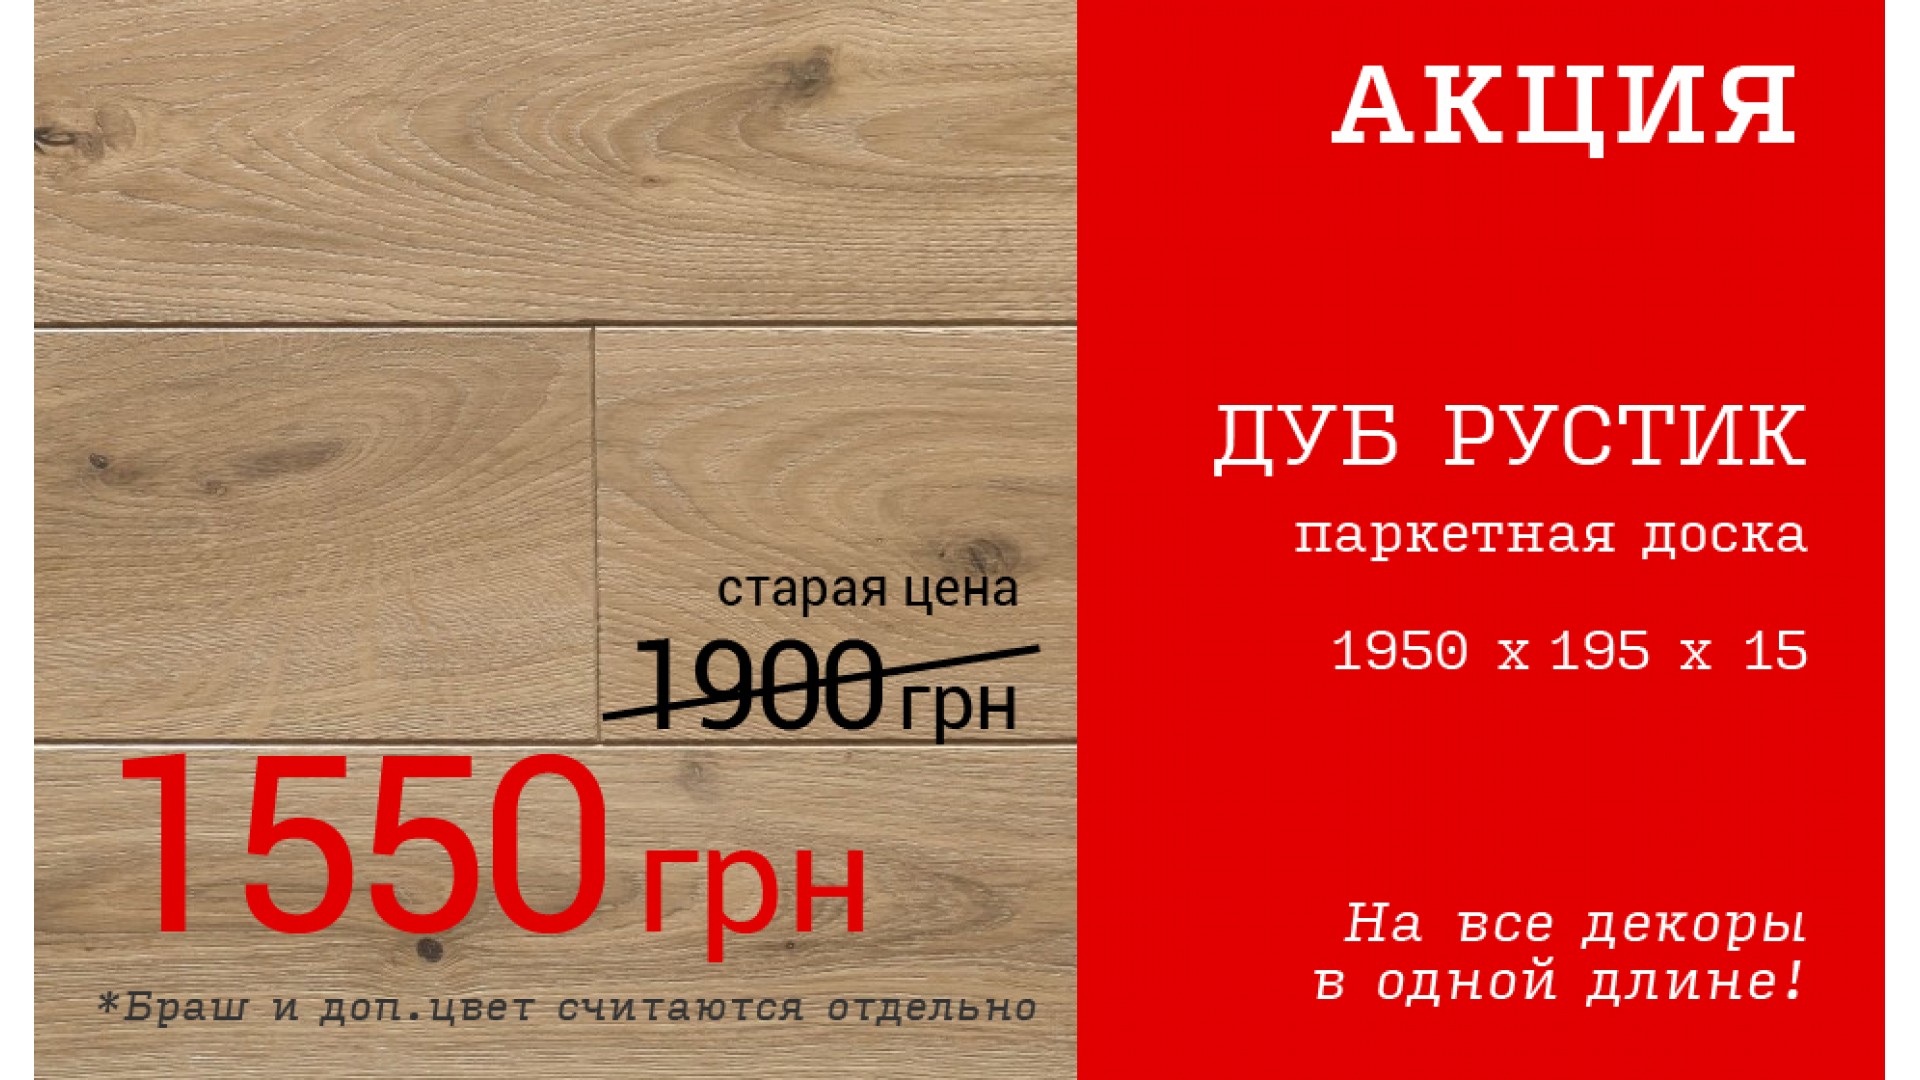 АКЦИЯ
ДУБ РУСТИК
паркетная доска
1950 х 195 х 15
старая цена
1900 грн
1550 грн
*Браш и доп.цвет считаются отдельно
На все декоры
в одной длине!